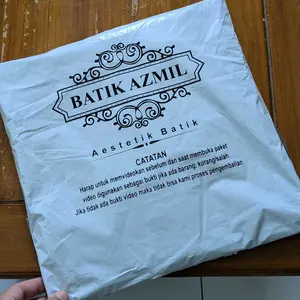 BATIK AZMIL
Aestetik Batik
CATATAN
Harap untuk memvideokan sebelum dan saat membuka paket
video digunakan sebagai bukti jika ada barang kurang/salah
Jika tidak ada bukti video maka tidak bisa kami proses pengembalian